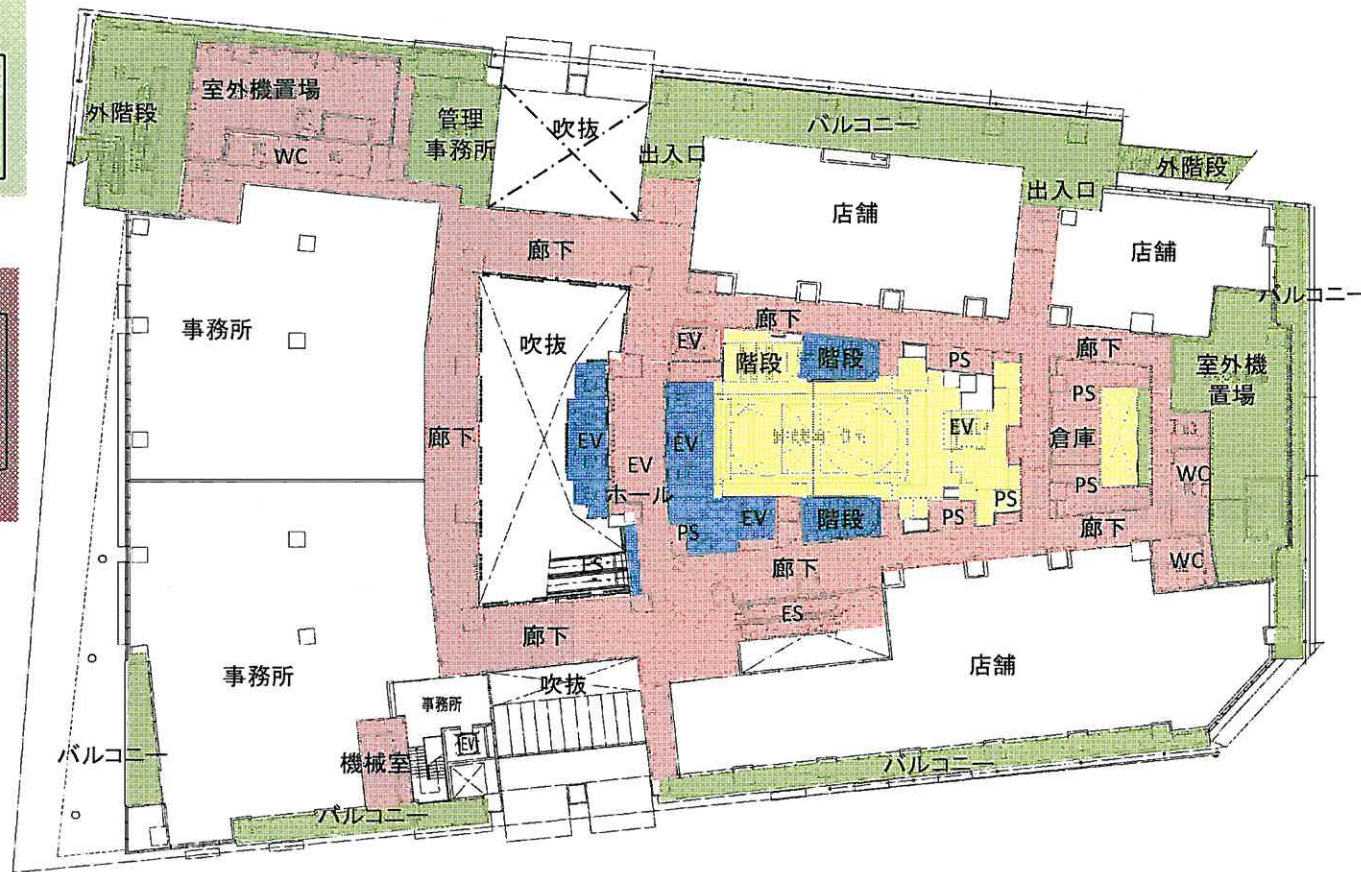 外階段
室外機置場
WC
管理
事務所
吹抜
出入口
バルコニー
外階段
出入口
店舗
店舗
バルコニー
廊下
事務所
吹抜
廊下
EV
階段
階段
PS
廊下
室外機
置場
PS
廊下
EV
EV
EV
ホール
EV
倉庫
WC
PS
PS
PS
EV
階段
PS
廊下
WC
ES
廊下
ES
廊下
事務所
吹抜
店舗
事務所
EV
バルコニー
機械室
バルコニー
バルコニー